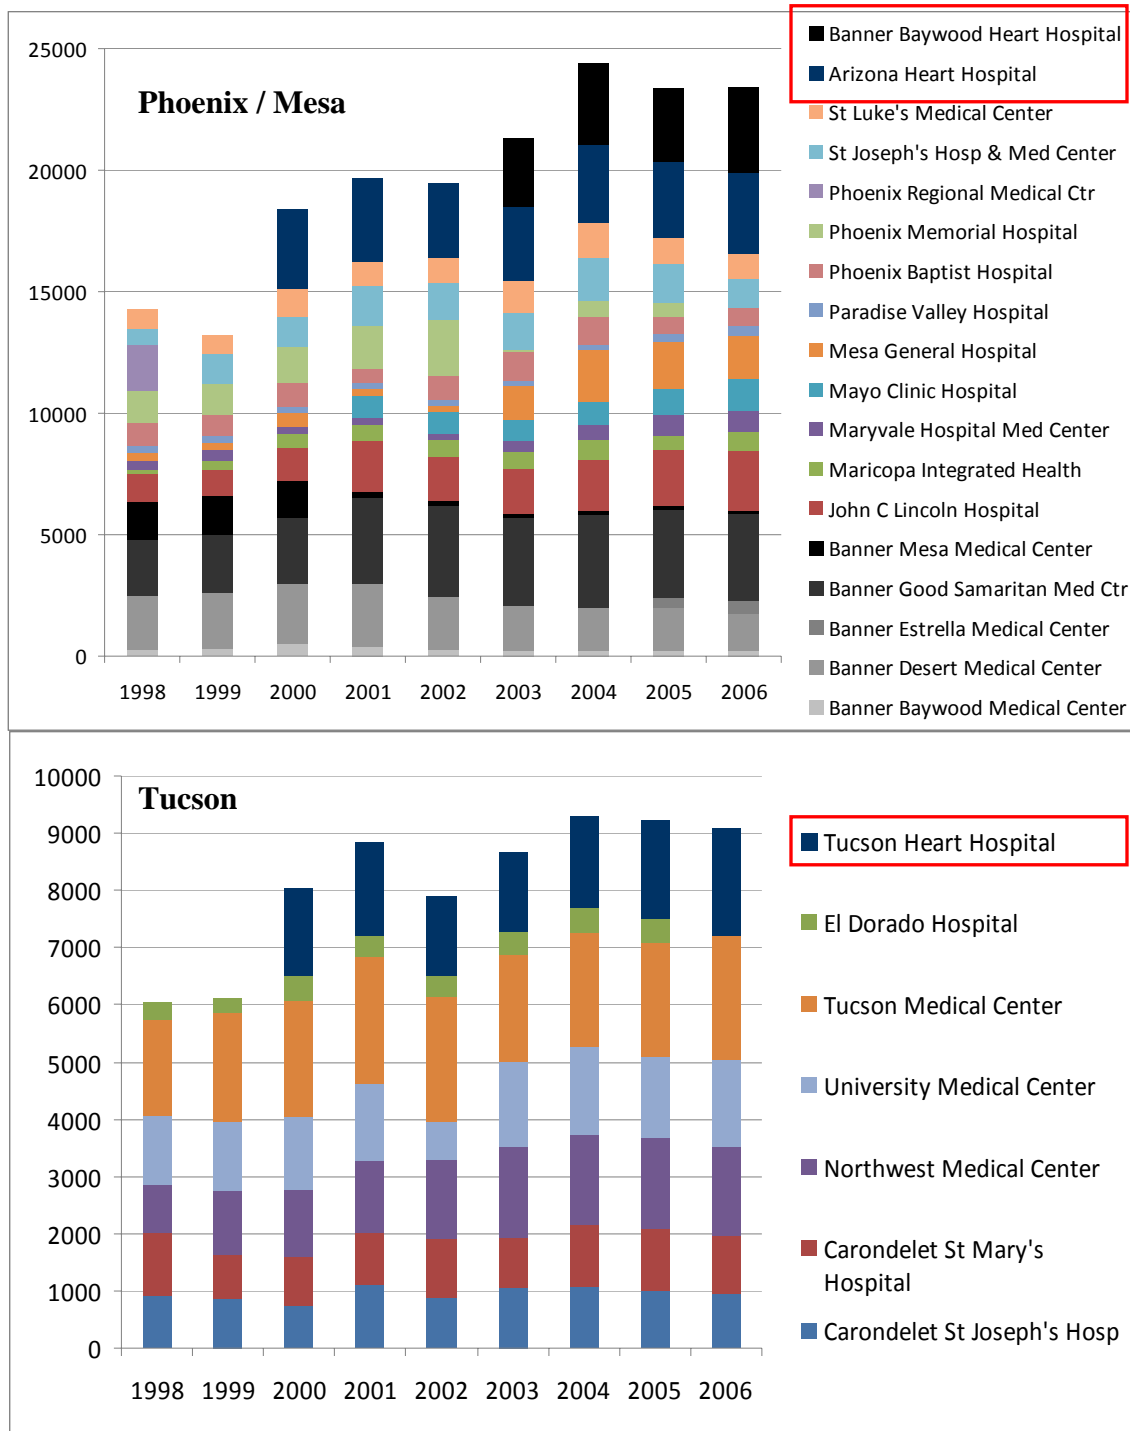 25000
20000
15000
10000
5000
0
Phoenix / Mesa
1998 1999 2000 2001 2002 2003 2004 2005 2006
Banner Baywood Heart Hospital
Arizona Heart Hospital
St Luke's Medical Center
St Joseph's Hosp & Med Center
Phoenix Regional Medical Ctr
Phoenix Memorial Hospital
Phoenix Baptist Hospital
Paradise Valley Hospital
Mesa General Hospital
Mayo Clinic Hospital
Maryvale Hospital Med Center
Maricopa Integrated Health
John C Lincoln Hospital
Banner Mesa Medical Center
Banner Good Samaritan Med Ctr
Banner Estrella Medical Center
Banner Desert Medical Center
Banner Baywood Medical Center
10000
9000
8000
7000
6000
5000
4000
3000
2000
1000
0
Tucson
1998 1999 2000 2001 2002 2003 2004 2005 2006
Tucson Heart Hospital
El Dorado Hospital
Tucson Medical Center
University Medical Center
Northwest Medical Center
Carondelet St Mary's
Hospital
Carondelet St Joseph's Hosp